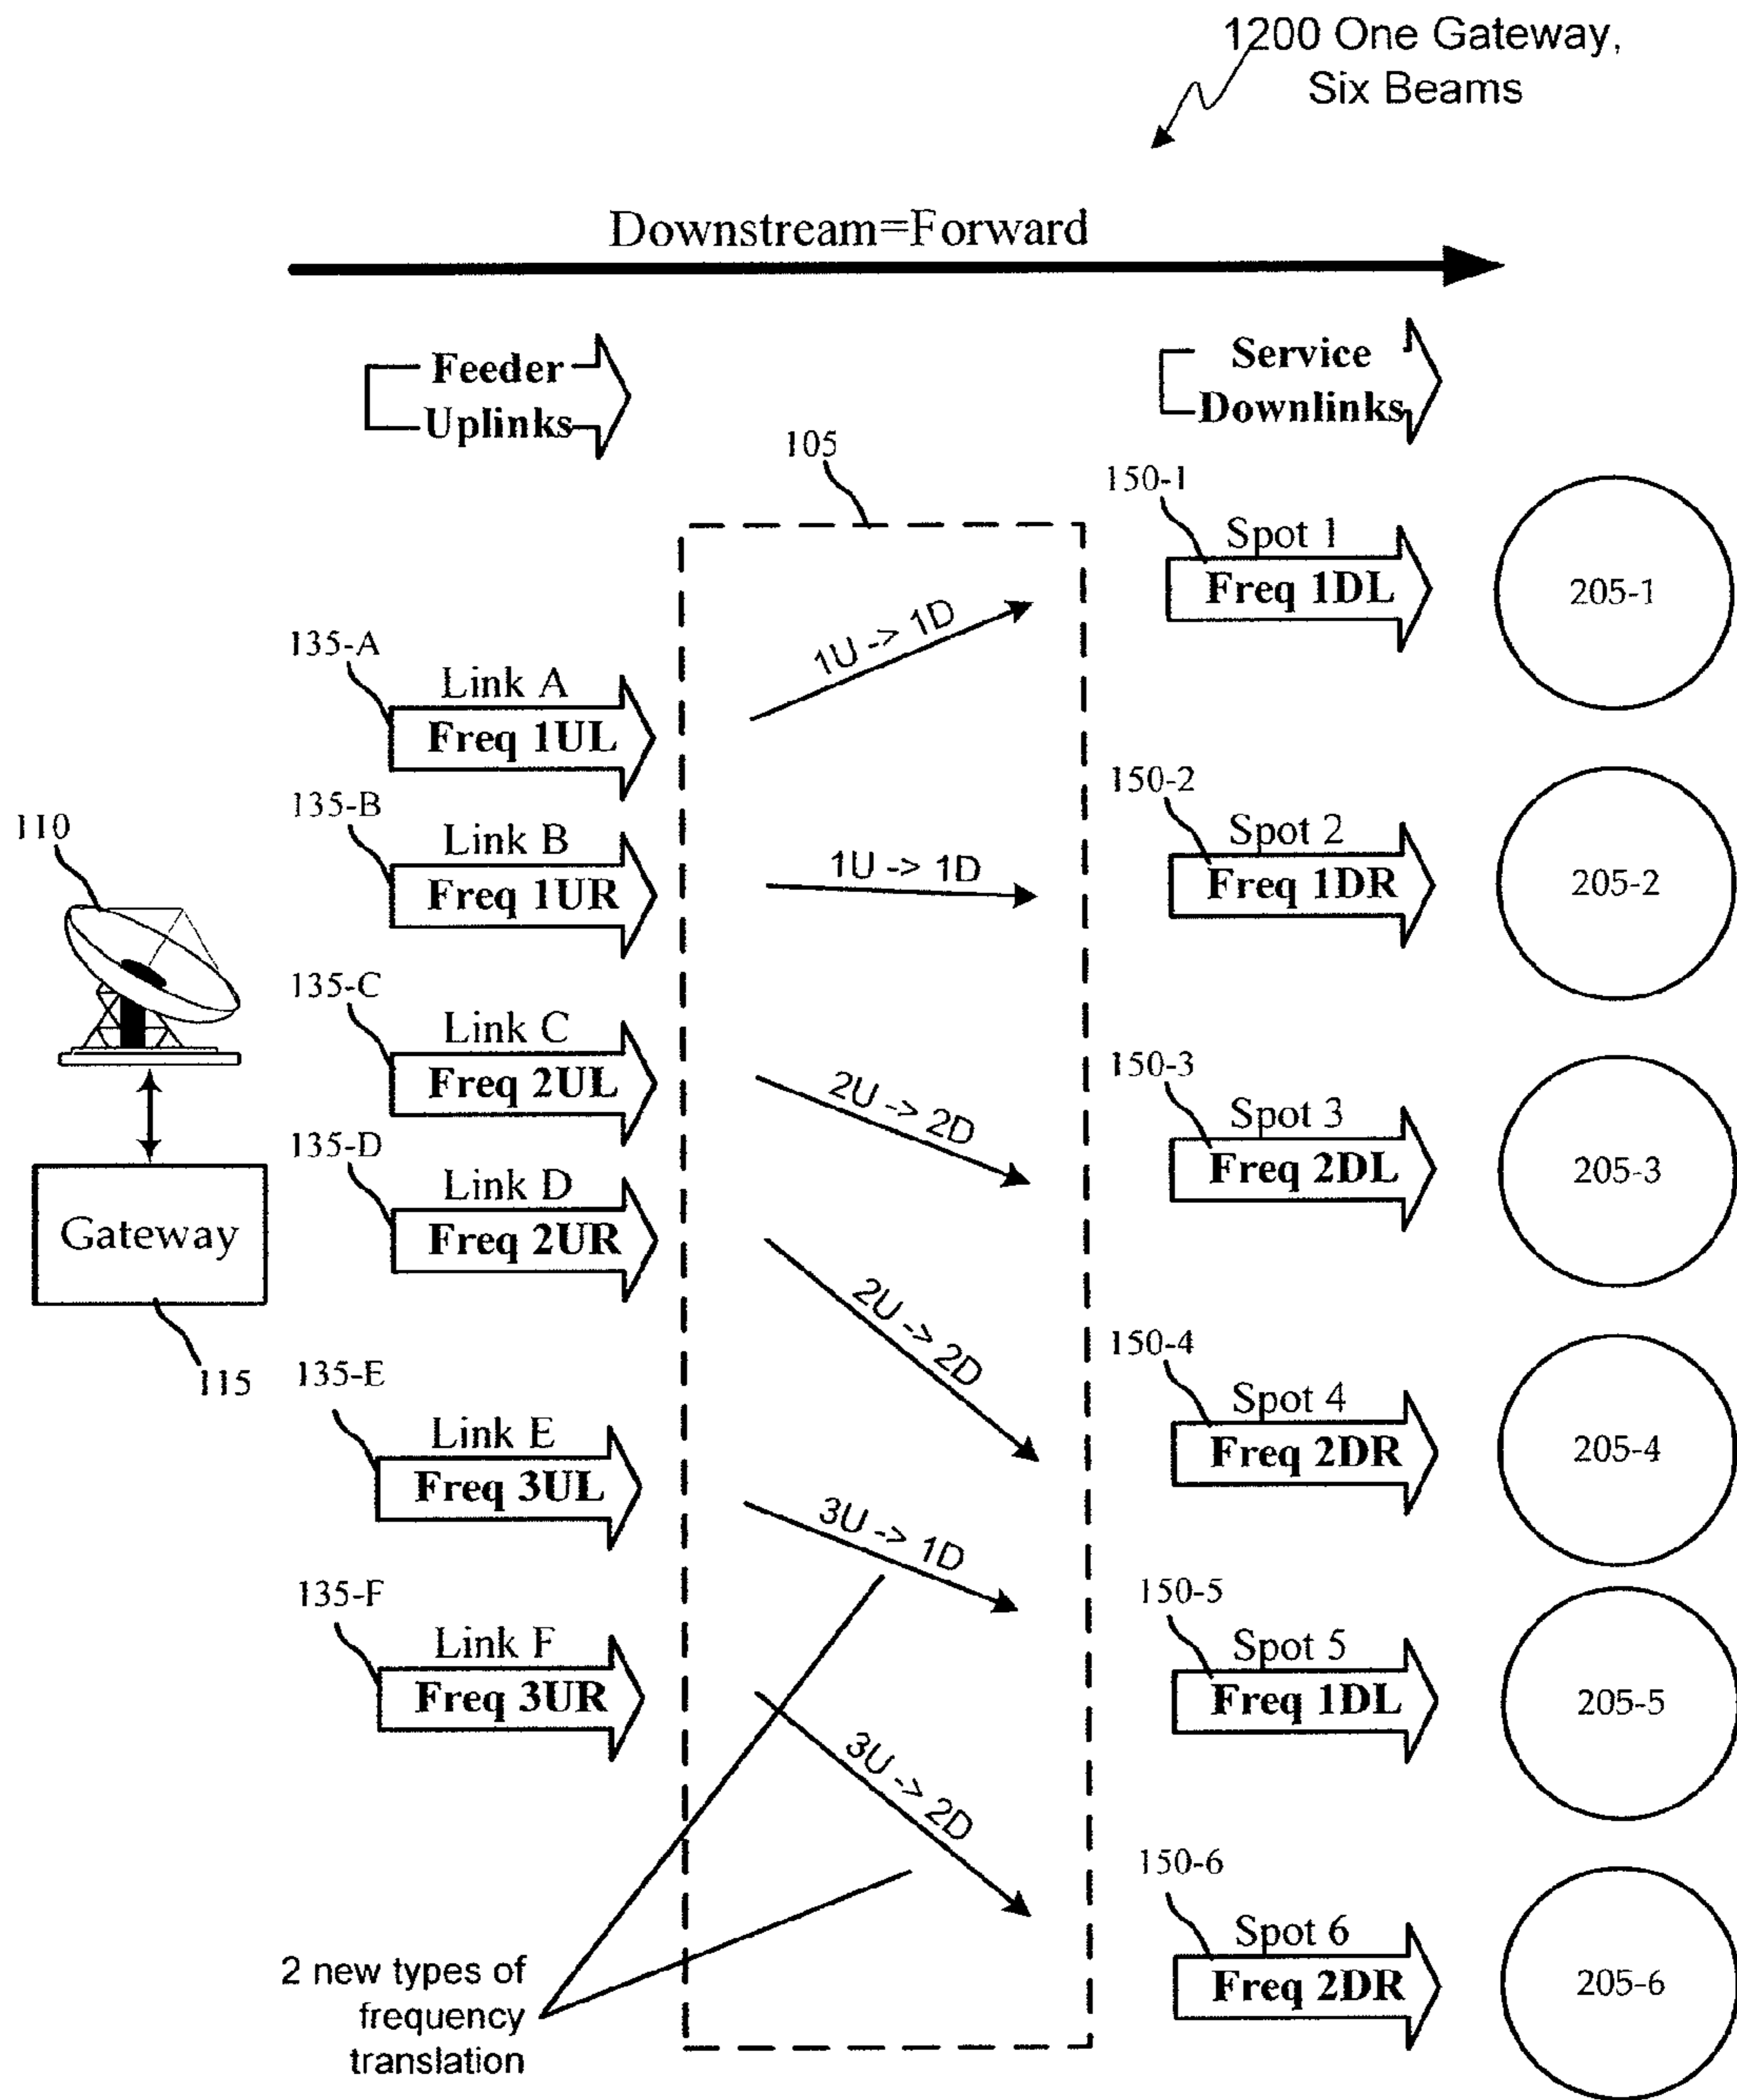 1200 One Gateway,
Six Beams
Downstream=Forward
Feeder
Uplinks
Service
Downlinks
105
150-1
Spot 1
Freq 1DL
205-1
1U -> 1D
135-A
Link A
Freq 1UL
150-2
Spot 2
Freq 1DR
205-2
1U -> 1D
135-B
Link B
Freq 1UR
110
135-C
Link C
Freq 2UL
2U -> 2D
150-3
Spot 3
Freq 2DL
205-3
135-D
Link D
Freq 2UR
Gateway
115
2U -> 2D
150-4
Spot 4
Freq 2DR
205-4
135-E
Link E
Freq 3UL
3U -> 1D
150-5
Spot 5
Freq 1DL
205-5
135-F
Link F
Freq 3UR
3U -> 2D
150-6
Spot 6
Freq 2DR
205-6
2 new types of
frequency
translation